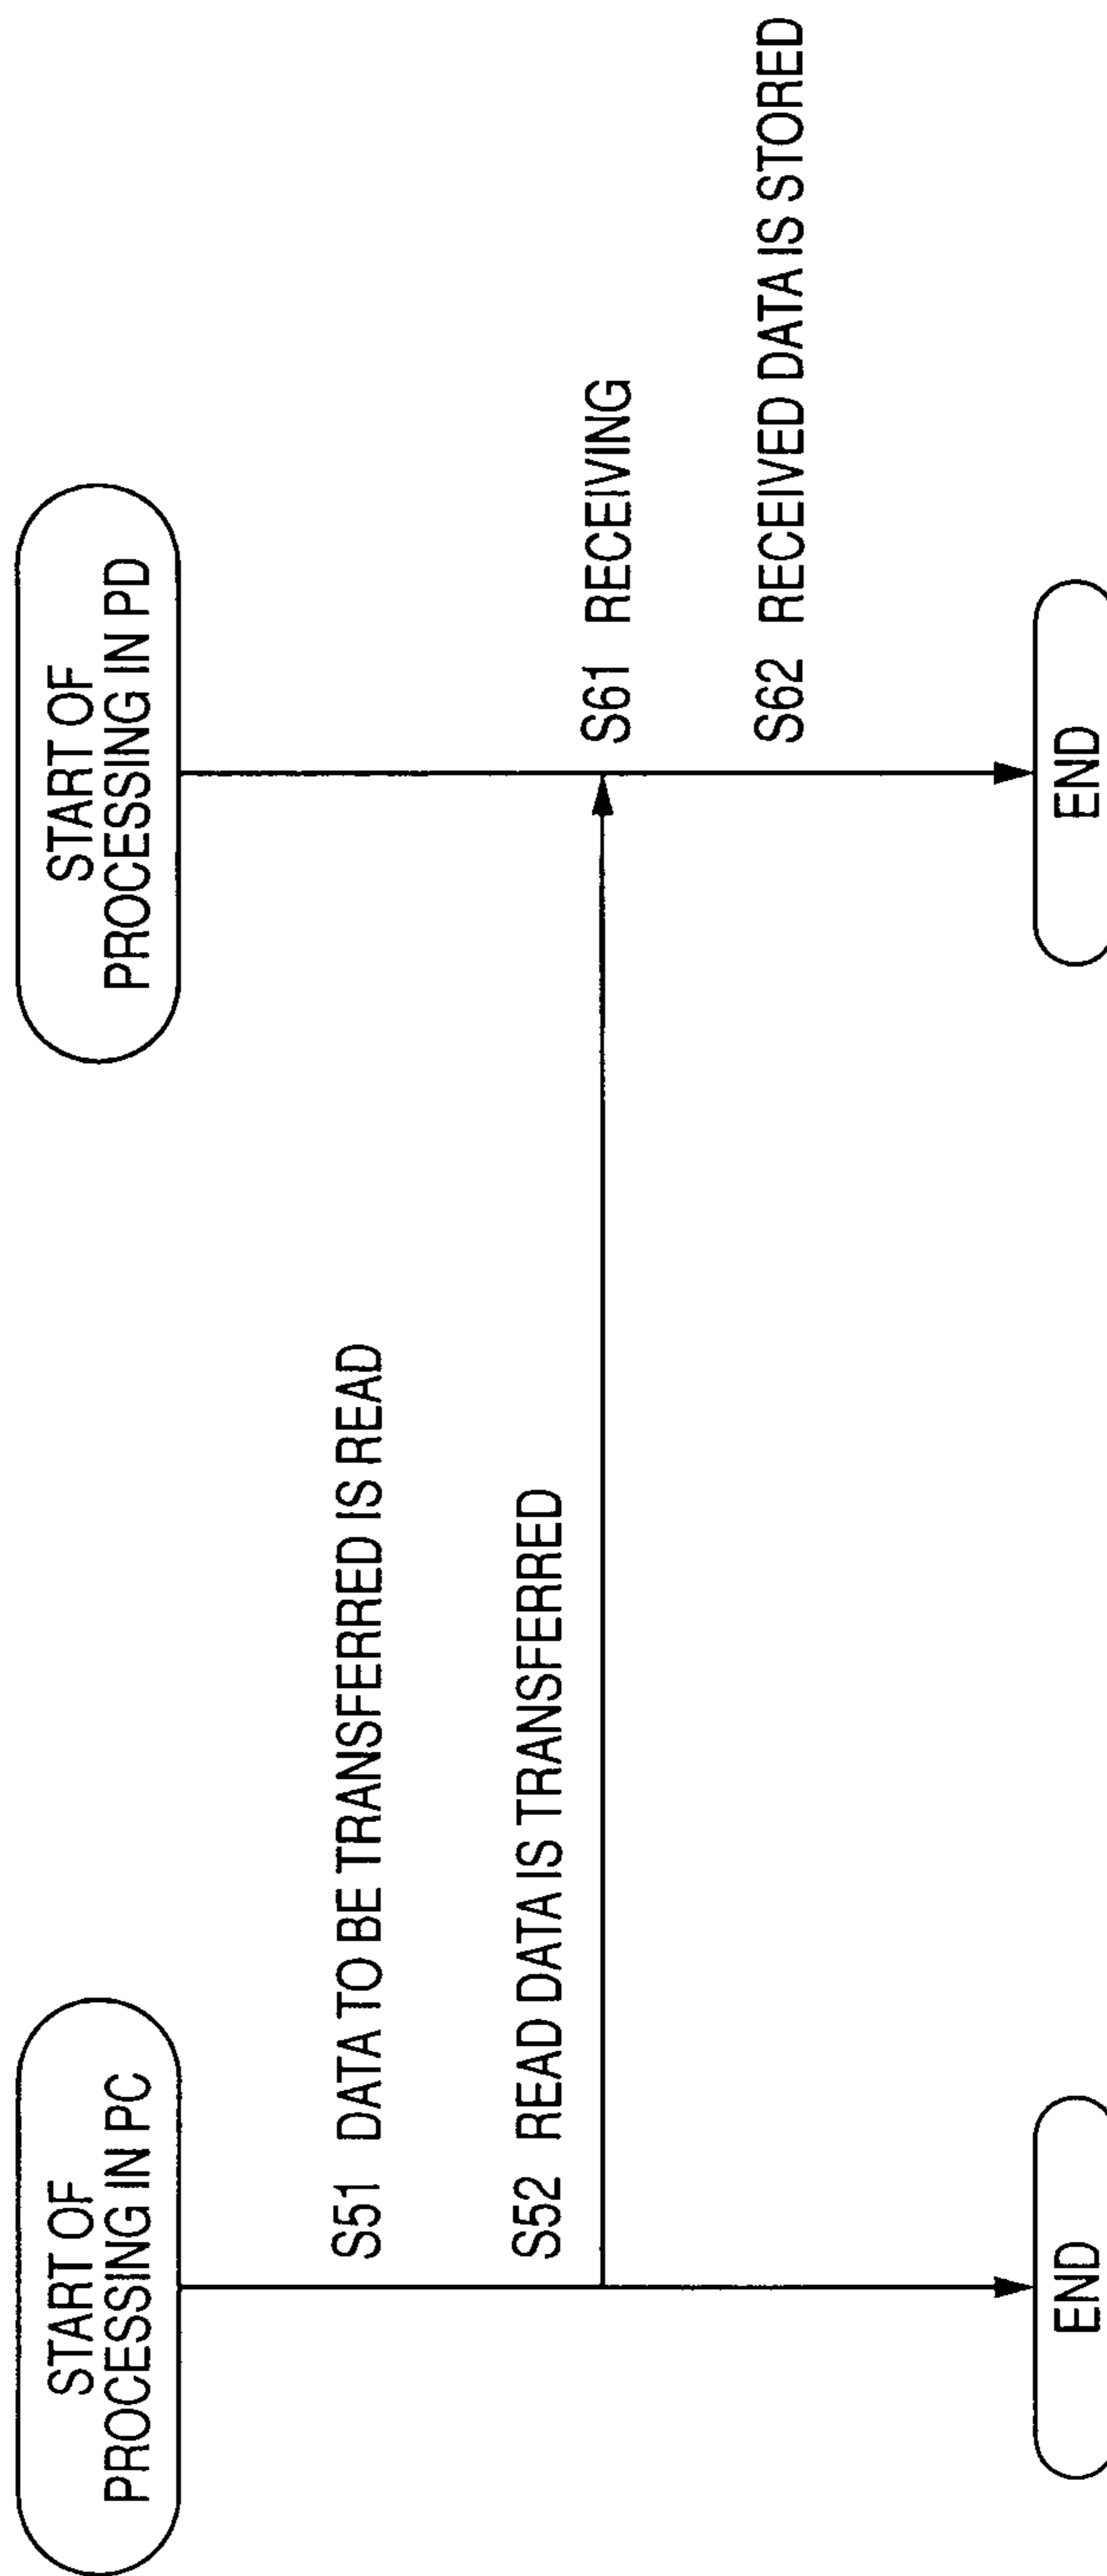 START OF
PROCESSING IN PC
S51 DATA TO BE TRANSFERRED IS READ
S52 READ DATA IS TRANSFERRED
END
START OF
PROCESSING IN PD
S61 RECEIVING
S62 RECEIVED DATA IS STORED
END